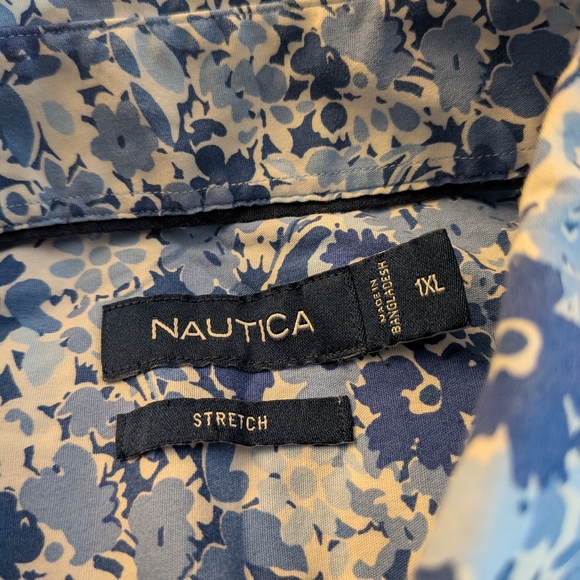 NAUTICA
MADE IN
BANGLADESH
1XL
STRETCH